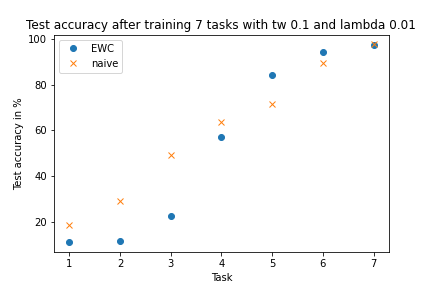 Test accuracy after training 7 tasks with tw 0.1 and lambda 0.01
100
80
60
40
20
Test accuracy in %
EWC
naive
1 2 3 4 5 6 7
Task